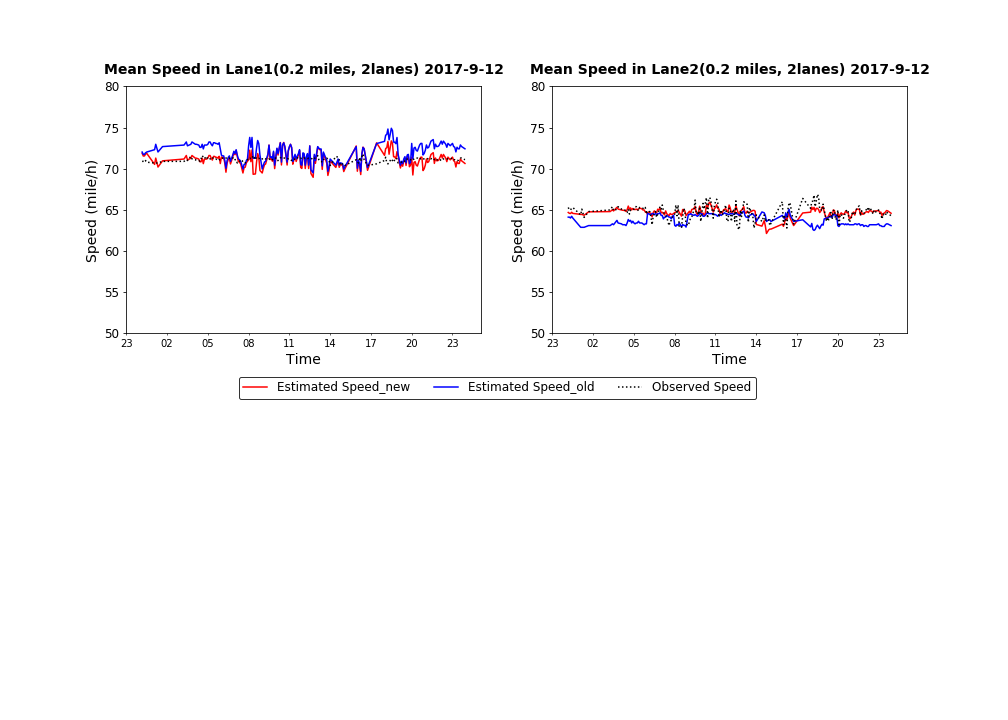 Mean Speed in Lane1(0.2 miles, 2lanes) 2017-9-12
80
75
70
65
60
55
50
Speed (mile/h)
23 02 05 08 11 14 17 20 23
Time
Mean Speed in Lane2(0.2 miles, 2lanes) 2017-9-12
80
75
70
65
60
55
50
Speed (mile/h)
23 02 05 08 11 14 17 20 23
Time
Estimated Speed_new Estimated Speed_old Observed Speed